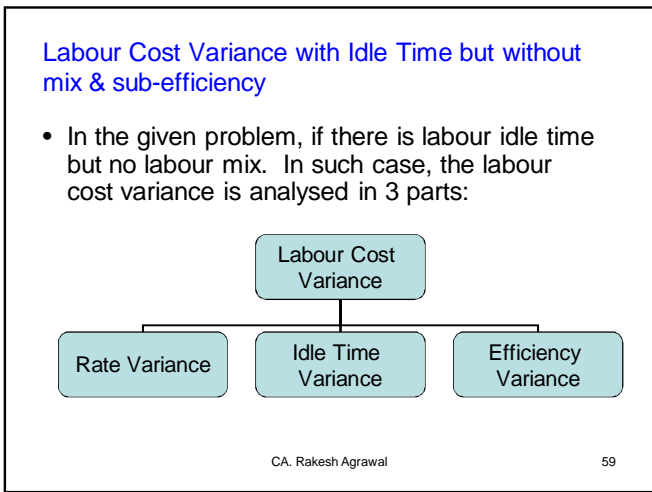 Labour Cost Variance with Idle Time but without
mix & sub-efficiency
• In the given problem, if there is labour idle time
but no labour mix. In such case, the labour
cost variance is analysed in 3 parts:
Labour Cost
Variance
Rate Variance
Idle Time
Variance
Efficiency
Variance
CA. Rakesh Agrawal
59